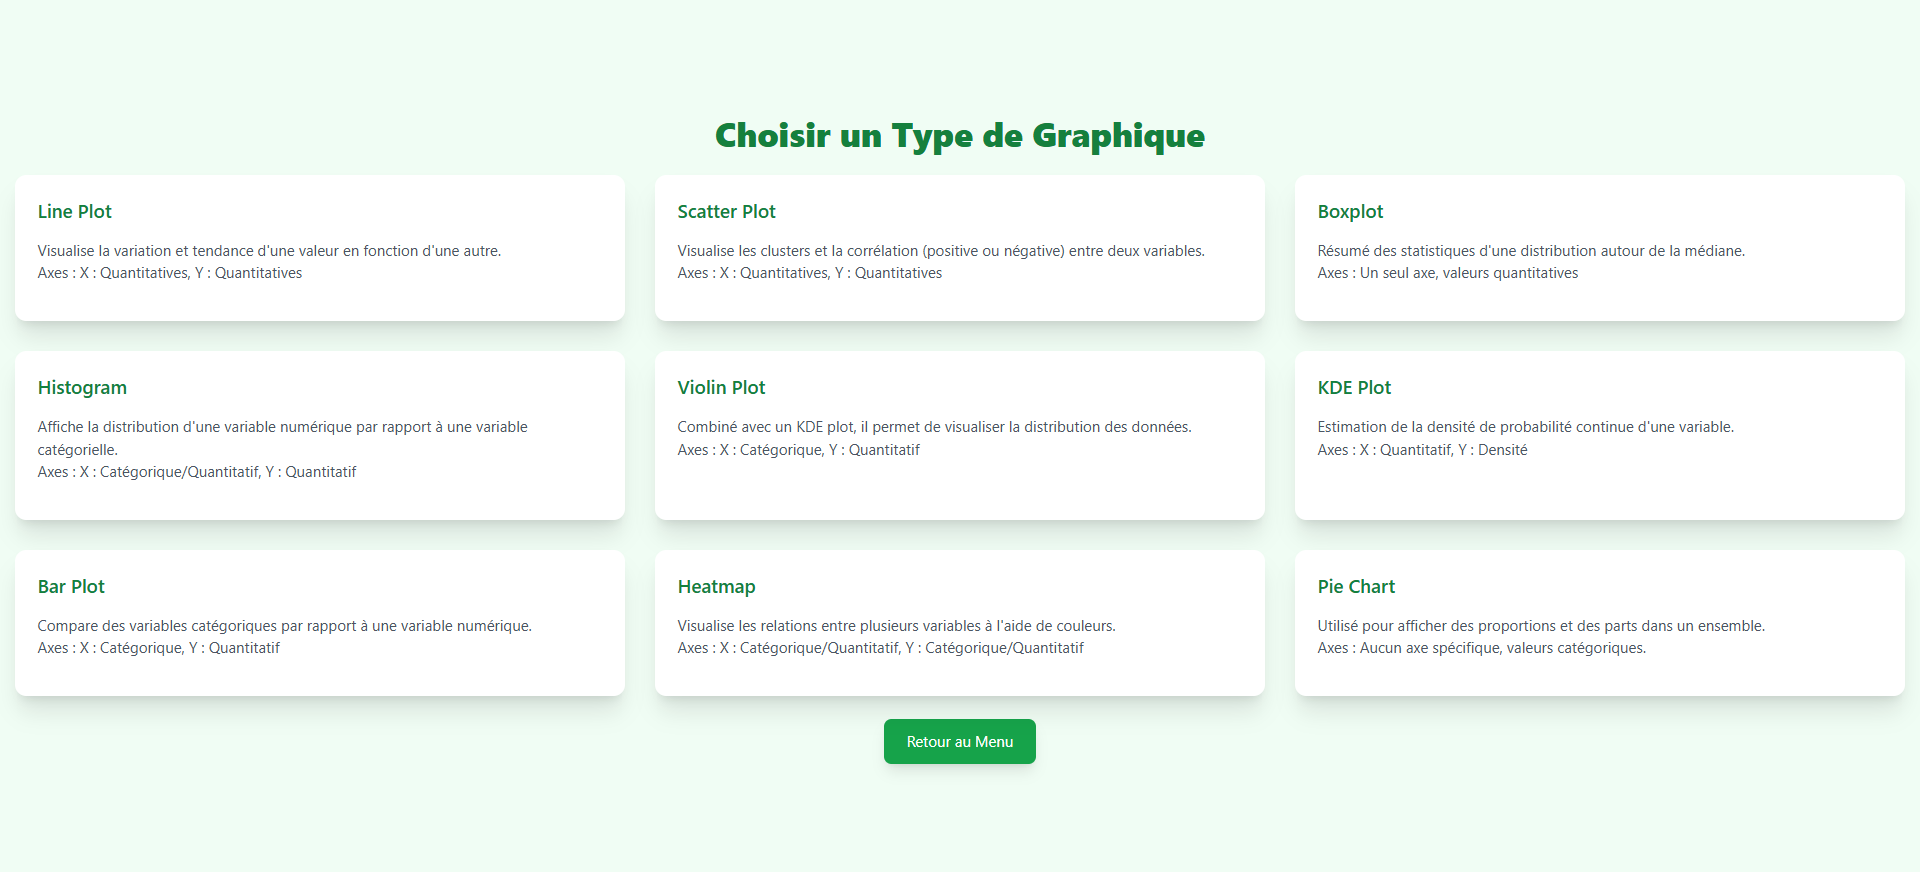 Choisir un Type de Graphique
Line Plot
Visualise la variation et tendance d'une valeur en fonction d'une autre.
Axes : X : Quantitatives, Y : Quantitatives
Scatter Plot
Visualise les clusters et la corrélation (positive ou négative) entre deux variables.
Axes : X : Quantitatives, Y : Quantitatives
Boxplot
Résumé des statistiques d'une distribution autour de la médiane.
Axes : Un seul axe, valeurs quantitatives
Histogram
Affiche la distribution d'une variable numérique par rapport à une variable
catégorielle.
Axes : X : Catégorique/Quantitatif, Y : Quantitatif
Violin Plot
Combiné avec un KDE plot, il permet de visualiser la distribution des données.
Axes : X : Catégorique, Y : Quantitatif
KDE Plot
Estimation de la densité de probabilité continue d'une variable.
Axes : X : Quantitatif, Y : Densité
Bar Plot
Compare des variables catégoriques par rapport à une variable numérique.
Axes : X : Catégorique, Y : Quantitatif
Heatmap
Visualise les relations entre plusieurs variables à l'aide de couleurs.
Axes : X : Catégorique/Quantitatif, Y : Catégorique/Quantitatif
Pie Chart
Utilisé pour afficher des proportions et des parts dans un ensemble.
Axes : Aucun axe spécifique, valeurs catégoriques.
Retour au Menu